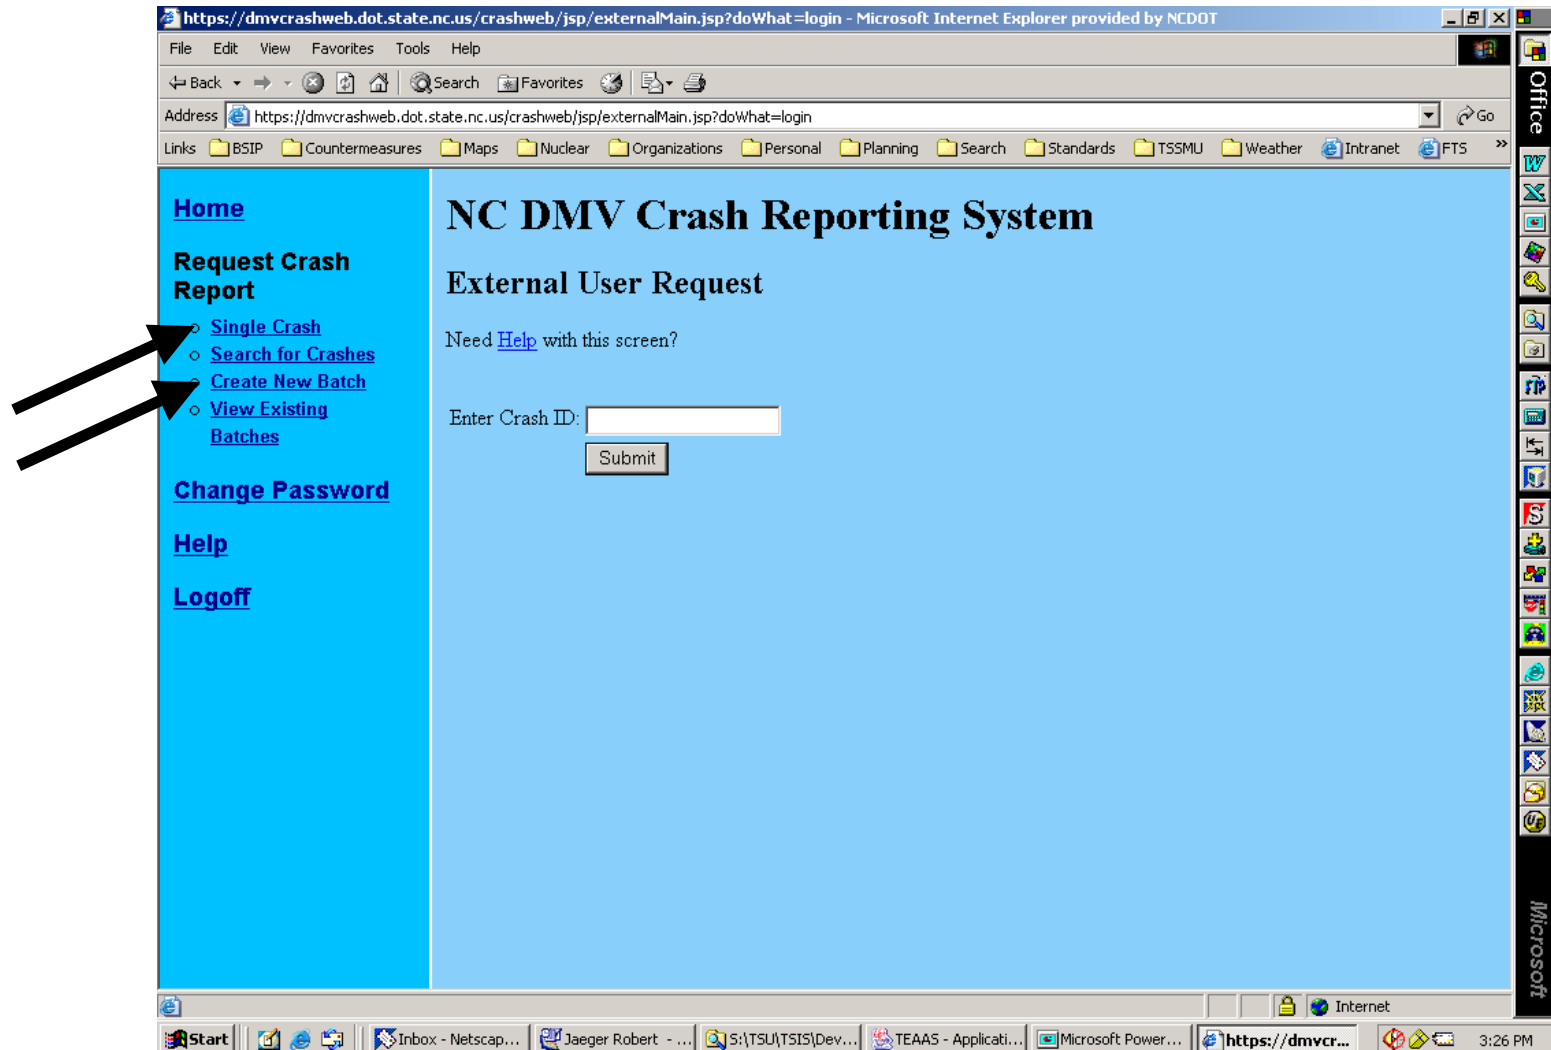 https://dmvcrashweb.dot.state.nc.us/crashweb/jsp/externalMain.jsp?doWhat=login - Microsoft Internet Explorer provided by NCDOT
File Edit View Favorites Tools Help
Back Search Favorites
Address https://dmvcrashweb.dot.state.nc.us/crashweb/jsp/externalMain.jsp?doWhat=login Go
Links BSIP Countermeasures Maps Nuclear Organizations Personal Planning Search Standards TSSMU Weather Intranet FTS »
Office
Home
Request Crash
Report
Single Crash
Search for Crashes
Create New Batch
View Existing
Batches
Change Password
Help
Logoff
NC DMV Crash Reporting System
External User Request
Need Help with this screen?
Enter Crash ID:
Submit
Microsoft
Internet
Start Inbox - Netscap... Jaeger Robert - ... S:\TSU\TSIS\Dev... TEAAS - Applicati... Microsoft Power... https://dmvcr... 3:26 PM